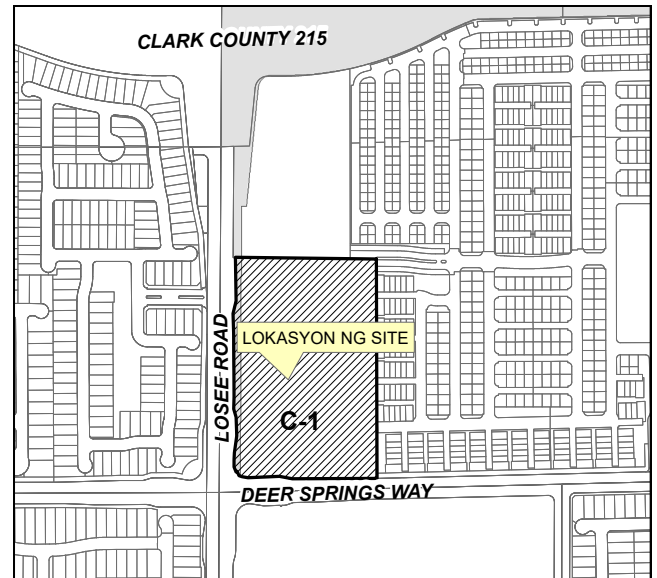 CLARK COUNTY 215
LOSEE ROAD
LOKASYON NG SITE
C-1
DEER SPRINGS WAY